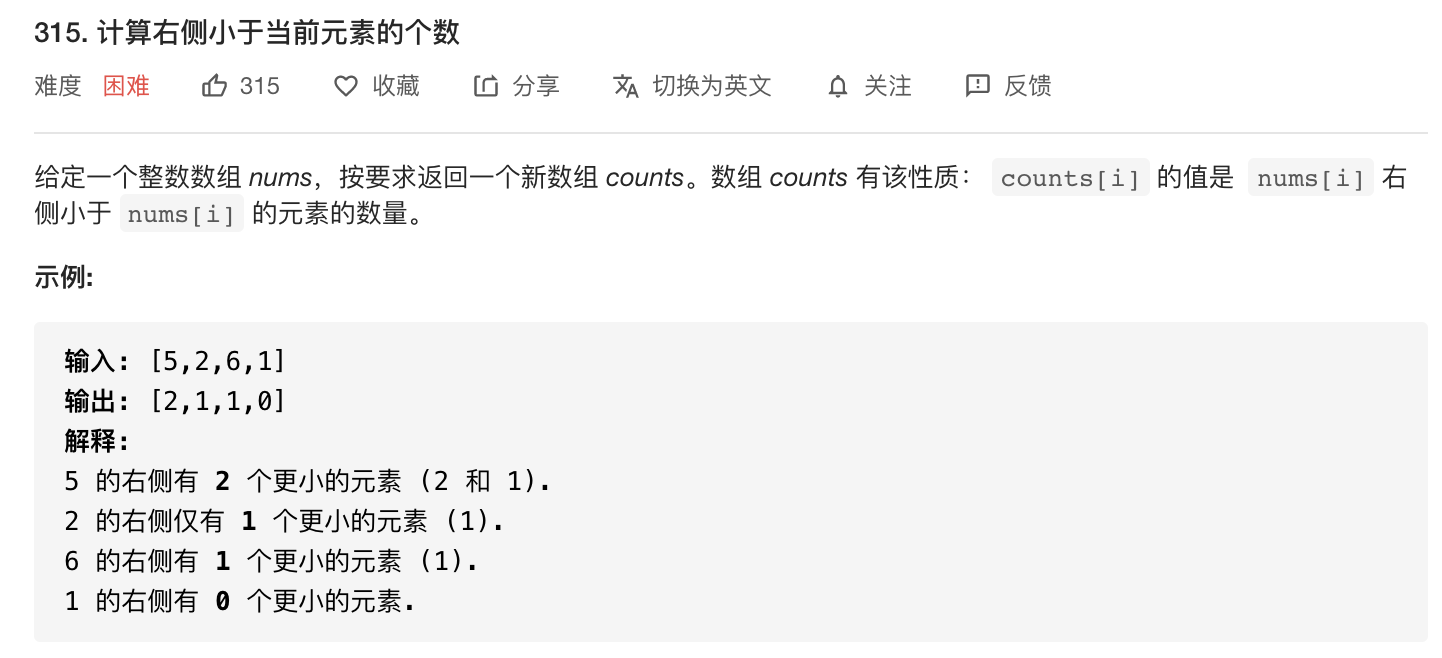 315. 计算右侧小于当前元素的个数
难度 困难 315 收藏 分享 切换为英文 关注 反馈
给定一个整数数组 nums，按要求返回一个新数组 counts。数组 counts 有该性质： counts[i] 的值是 nums[i] 右
侧小于 nums[i] 的元素的数量。
示例:
输入: [5,2,6,1]
输出: [2,1,1,0]
解释:
5 的右侧有 2 个更小的元素 (2 和 1).
2 的右侧仅有 1 个更小的元素 (1).
6 的右侧有 1 个更小的元素 (1).
1 的右侧有 0 个更小的元素.